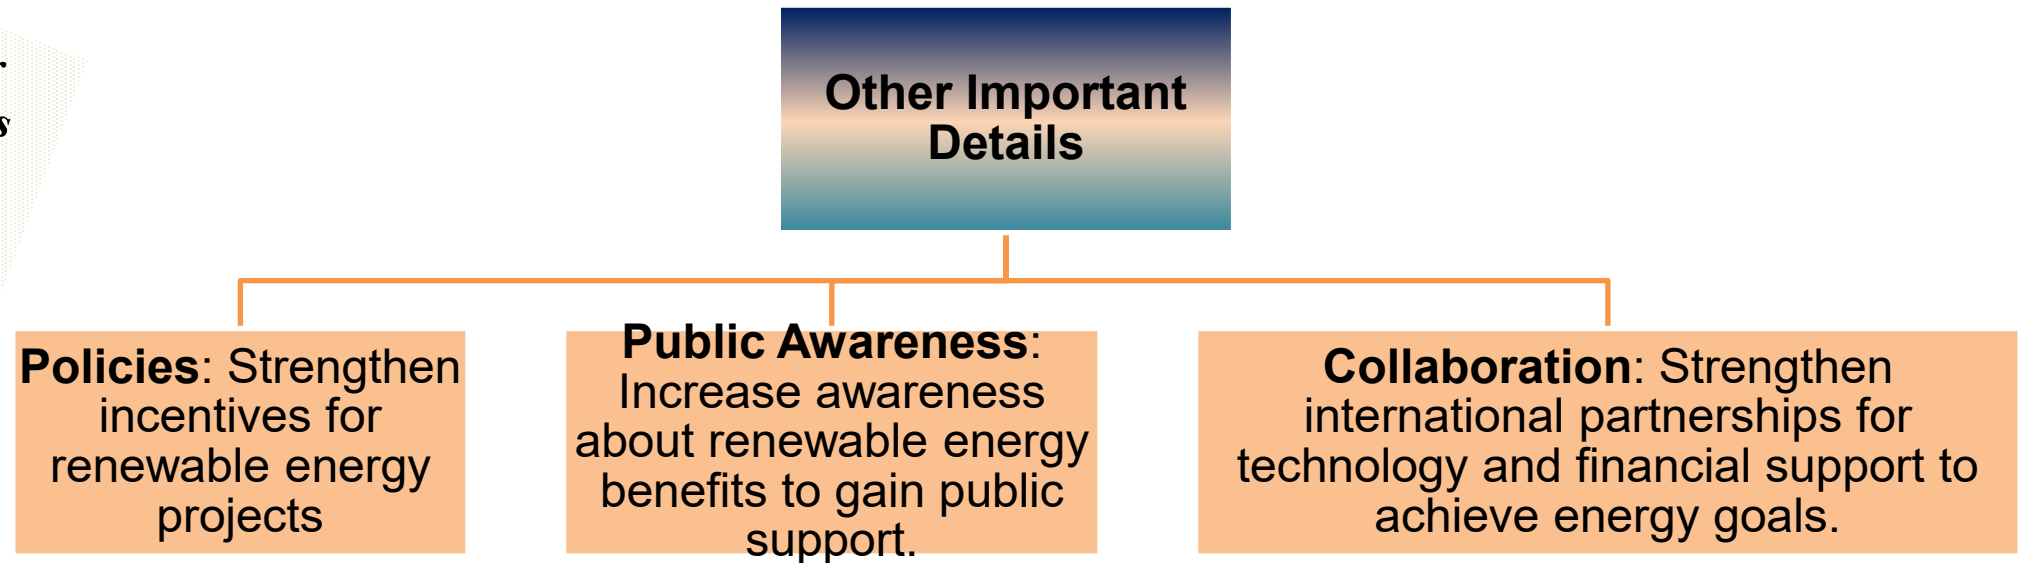 Other Important
Details
Policies: Strengthen
incentives for
renewable energy
projects
Public Awareness:
Increase awareness
about renewable energy
benefits to gain public
support.
Collaboration: Strengthen
international partnerships for
technology and financial support to
achieve energy goals.